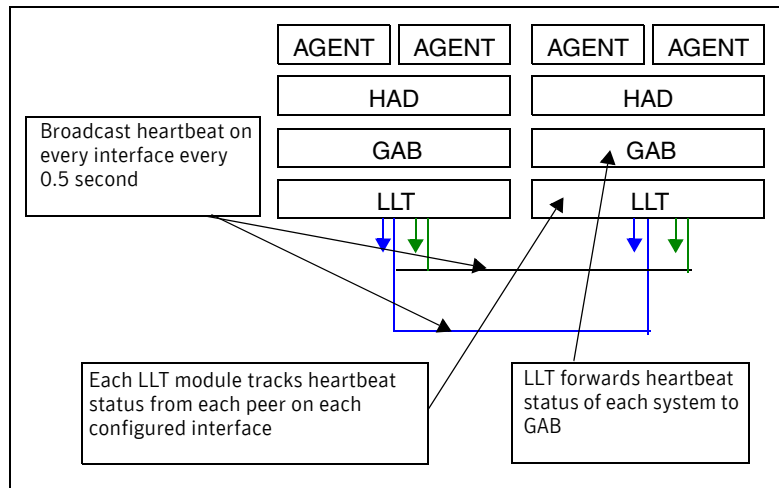 AGENT AGENT AGENT AGENT
HAD HAD
Broadcast heartbeat on
every interface every
0.5 second
GAB GAB
LLT LLT
Each LLT module tracks heartbeat
status from each peer on each
configured interface
LLT forwards heartbeat
status of each system to
GAB